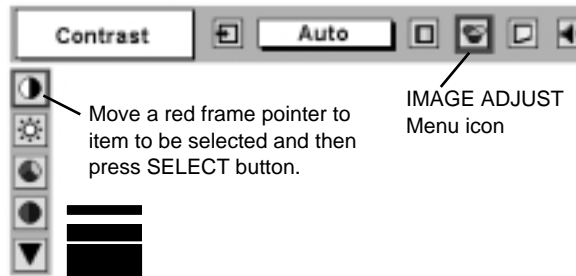 Contrast Auto
Move a red frame pointer to
item to be selected and then
press SELECT button.
IMAGE ADJUST
Menu icon